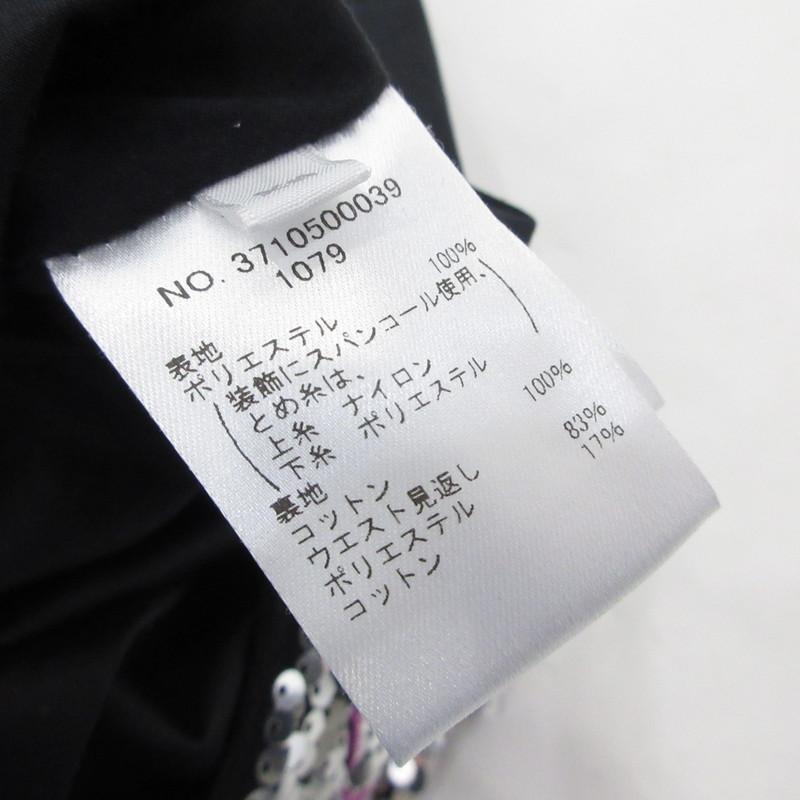 NO. 3710500039
1079
表地
ポリエステル 100%
装飾にスパンコール使用、
とめ糸は、
上糸 ナイロン
下糸 ポリエステル
裏地
コットン 100%
ウエスト見返し
ポリエステル 83%
コットン 17%